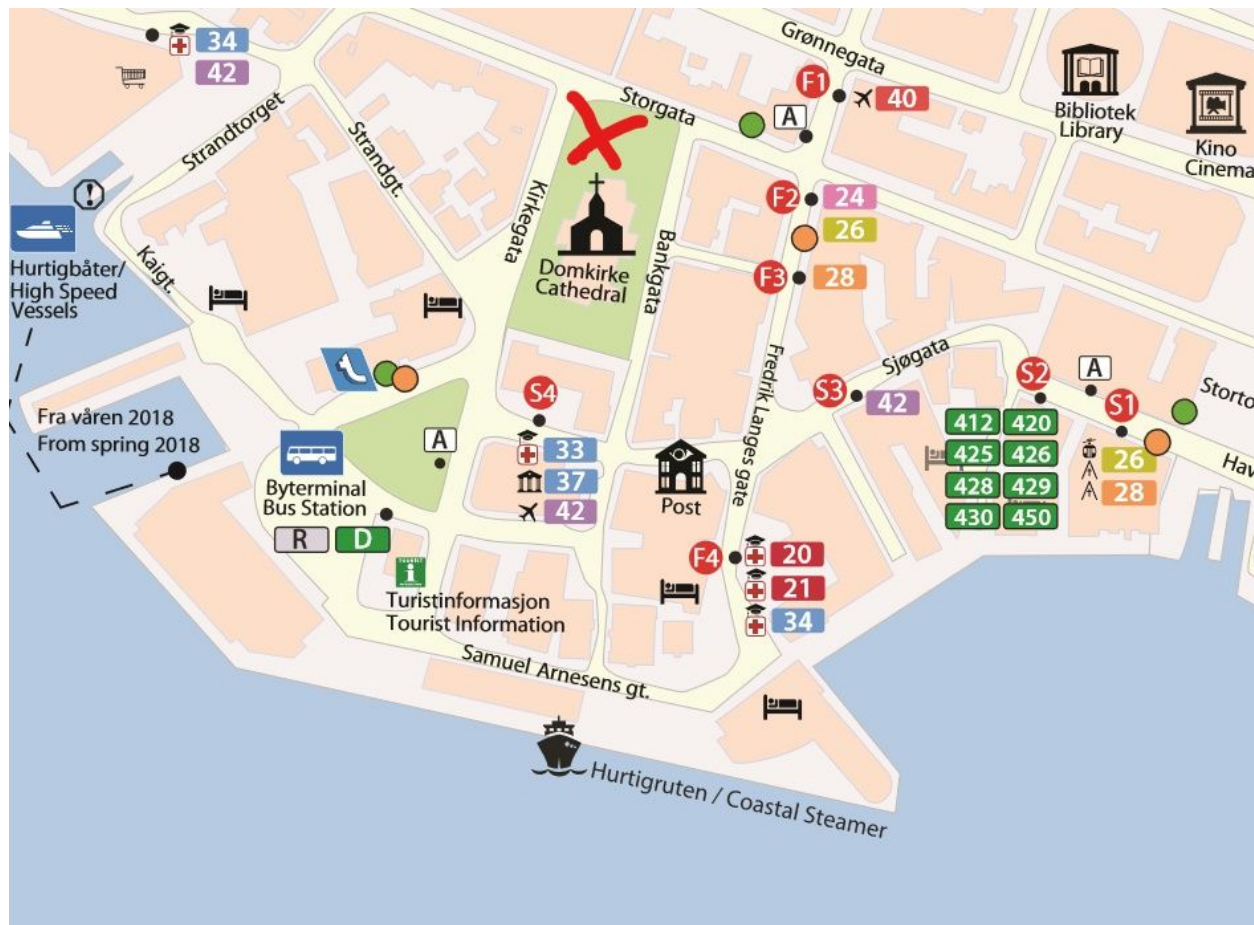 34
42
Strandtorget
Strandgt.
Kaigt.
Hurtigbåter/
High Speed
Vessels
Fra våren 2018
From spring 2018
Storgata
Grønnegata
Kirkegata
Bankgata
Domkirke
Cathedral
A
F1
40
Bibliotek
Library
Kino
Cinema
F2
24
26
F3
28
Fredrik Langes gate
Sjøgata
S3
42
S2
A
S1
Storto
Hav
412 420
425 426
428 429
430 450
26
28
S4
33
37
42
A
Byterminal
Bus Station
R D
i
Turistinformasjon
Tourist Information
Post
F4
20
21
34
Samuel Arnesens gt.
Hurtigruten / Coastal Steamer